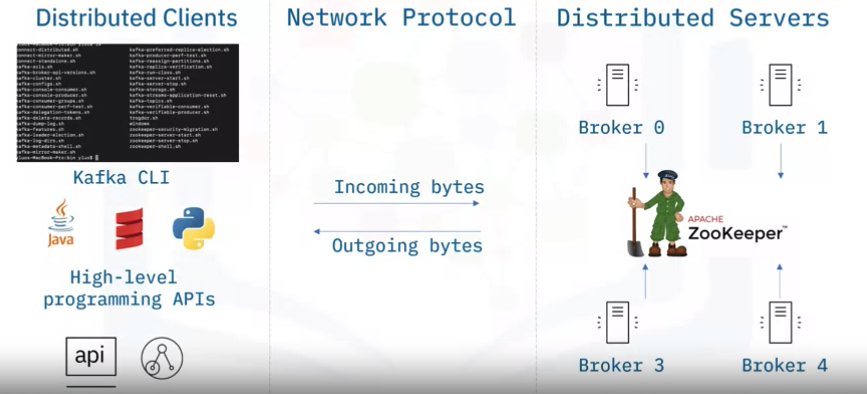 Distributed Clients
Network Protocol
Distributed Servers
connect-distributed.sh kafka-preferred-replica-election.sh
connect-mirror-maker.sh kafka-producer-perf-test.sh
connect-standalone.sh kafka-reassign-partitions.sh
kafka-acls.sh kafka-replica-verification.sh
kafka-broker-api-versions.sh kafka-run-class.sh
kafka-cluster.sh kafka-server-start.sh
kafka-configs.sh kafka-server-stop.sh
kafka-console-consumer.sh kafka-storage.sh
kafka-console-producer.sh kafka-streams-application-reset.sh
kafka-consumer-groups.sh kafka-topics.sh
kafka-consumer-perf-test.sh kafka-verifiable-consumer.sh
kafka-delegation-tokens.sh kafka-verifiable-producer.sh
kafka-delete-records.sh trogdor.sh
kafka-dump-log.sh windows
kafka-features.sh zookeeper-security-migration.sh
kafka-leader-election.sh zookeeper-server-start.sh
kafka-log-dirs.sh zookeeper-server-stop.sh
kafka-metadata-shell.sh zookeeper-shell.sh
kafka-mirror-maker.sh
Kafka CLI
Java
High-level
programming APIs
api
Incoming bytes
Outgoing bytes
Broker 0
Broker 1
APACHE
ZooKeeper™
Broker 3
Broker 4